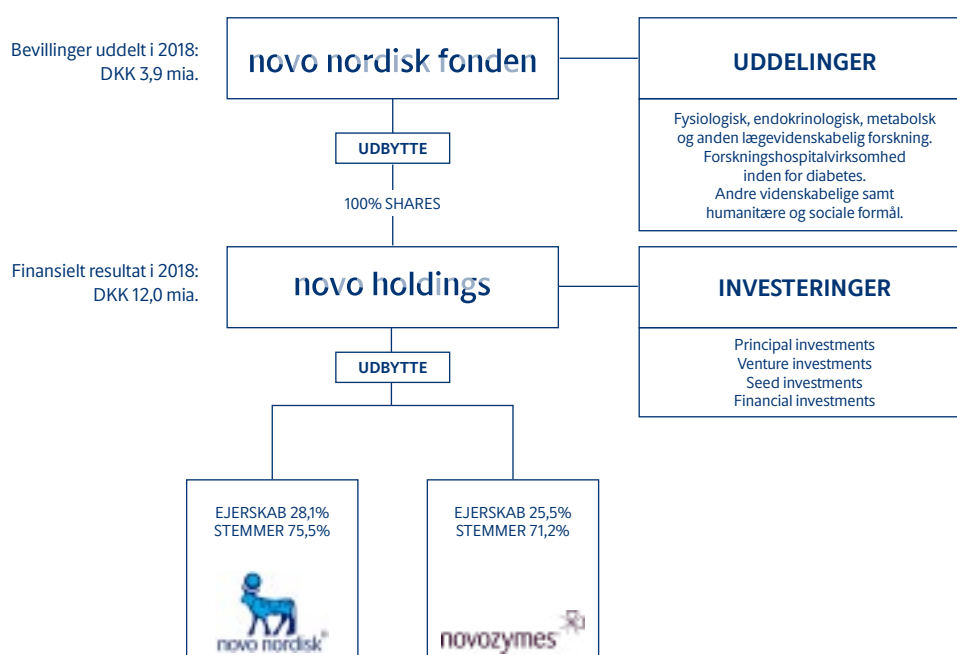 Bevillinger uddelt i 2018:
DKK 3,9 mia.
novo nordisk fonden
UDDELINGER
Fysiologisk, endokrinologisk, metabolsk
og anden lægevidenskabelig forskning.
Forskningshospitalvirksomhed
inden for diabetes.
Andre videnskabelige samt
humanitære og sociale formål.
UDBYTTE
100% SHARES
Finansielt resultat i 2018:
DKK 12,0 mia.
novo holdings
INVESTERINGER
Principal investments
Venture investments
Seed investments
Financial investments
UDBYTTE
EJERSKAB 28,1%
STEMMER 75,5%
novo nordisk®
EJERSKAB 25,5%
STEMMER 71,2%
novozymes